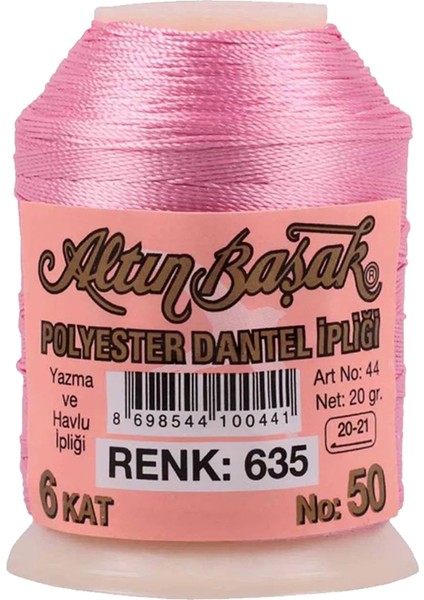 Altın Başak ®
POLYESTER DANTEL İPLİĞİ
Yazma
ve
Havlu
İpliği
8 698544 100441
Art No: 44
Net: 20 gr.
20-21
RENK: 635
6 KAT
No: 50